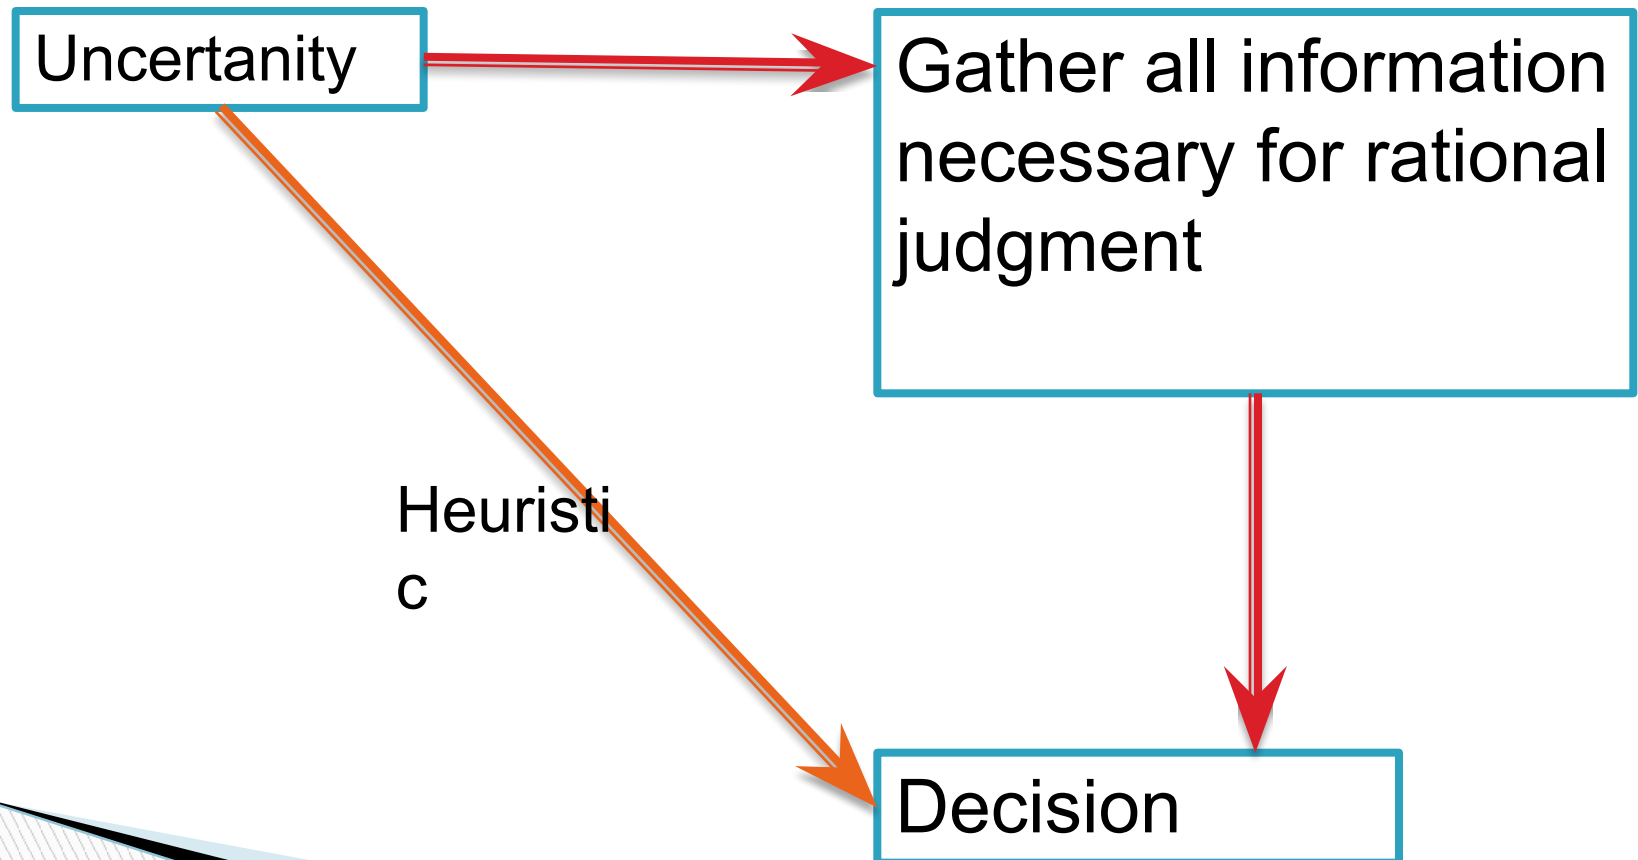 Uncertanity
Gather all information
necessary for rational
judgment
Heuristi
c
Decision